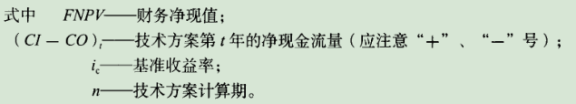 式中 FNPV——财务净现值；
（CI－CO）t——技术方案第 t 年的净现金流量（应注意“+”、“－”号）；
ic——基准收益率；
n——技术方案计算期。